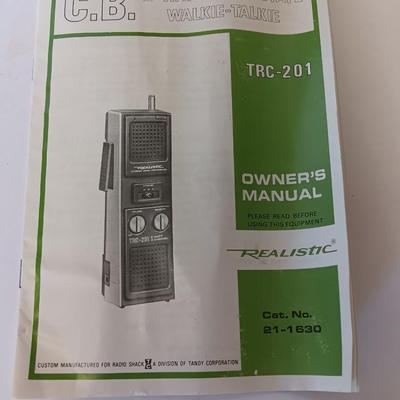 C.B.
WALKIE-TALKIE
TRC-201
REALISTIC
TRC-201
OWNER'S
MANUAL
PLEASE READ BEFORE
USING THIS EQUIPMENT
REALISTIC
Cat. No.
21-1630
CUSTOM MANUFACTURED FOR RADIO SHACK A DIVISION OF TANDY CORPORATION